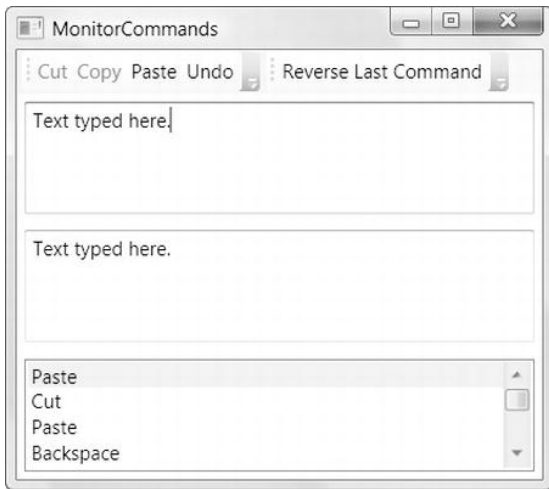 MonitorCommands
Cut Copy Paste Undo Reverse Last Command
Text typed here.
Text typed here.
Paste
Cut
Paste
Backspace